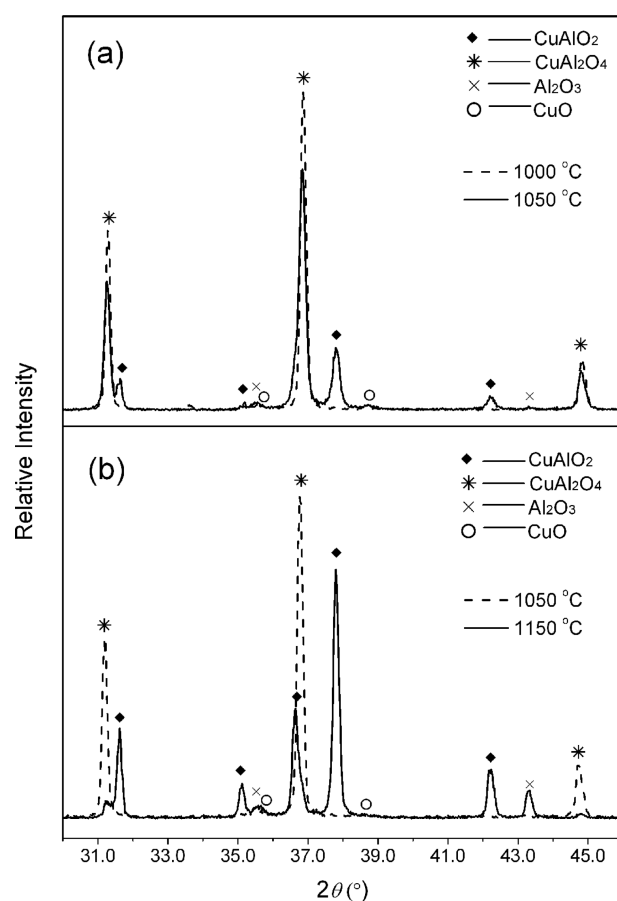 (a)
CuAlO₂
CuAl₂O₄
Al₂O₃
CuO
1000 °C
1050 °C
Relative Intensity
(b)
CuAlO₂
CuAl₂O₄
Al₂O₃
CuO
1050 °C
1150 °C
31.0 33.0 35.0 37.0 39.0 41.0 43.0 45.0
2θ (°)